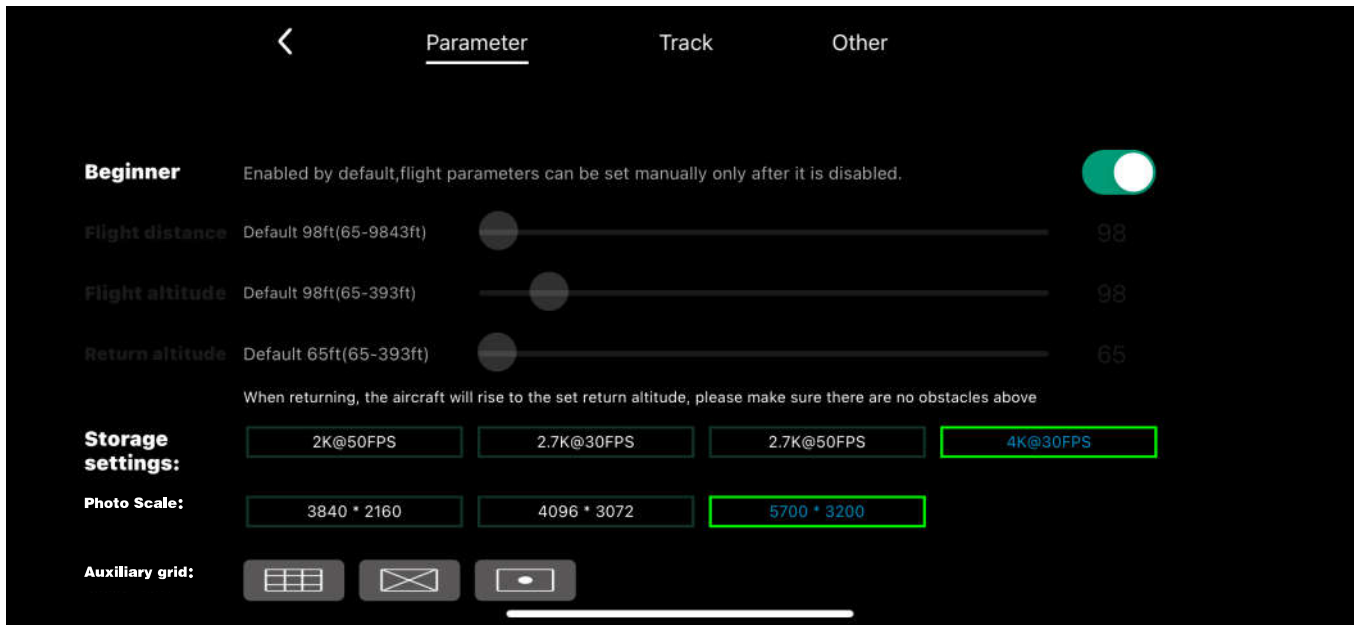 Parameter Track Other
Beginner Enabled by default,flight parameters can be set manually only after it is disabled.
Flight distance Default 98ft(65-9843ft) 98
Flight altitude Default 98ft(65-393ft) 98
Return altitude Default 65ft(65-393ft) 65
When returning, the aircraft will rise to the set return altitude, please make sure there are no obstacles above
Storage
settings: 2K@50FPS 2.7K@30FPS 2.7K@50FPS 4K@30FPS
Photo Scale: 3840 * 2160 4096 * 3072 5700 * 3200
Auxiliary grid: